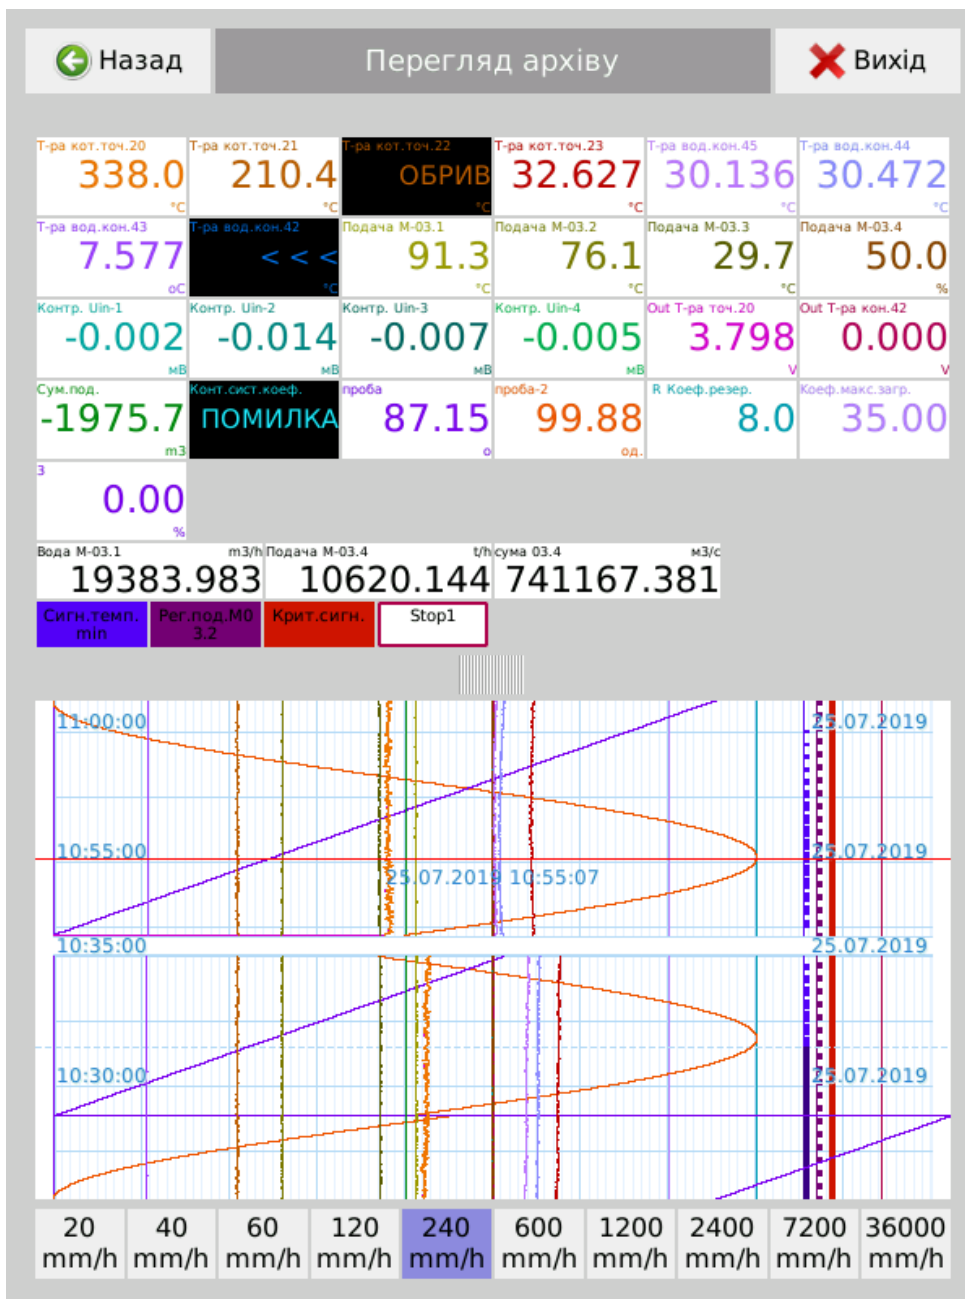 Назад Перегляд архіву Вихід
Т-ра кот.точ.20 Т-ра кот.точ.21 Т-ра кот.точ.22 Т-ра кот.точ.23 Т-ра вод.кон.45 Т-ра вод.кон.44
338.0 210.4 ОБРИВ 32.627 30.136 30.472
°C °C °C °C °C °C
Т-ра вод.кон.43 Т-ра вод.кон.42 Подача М-03.1 Подача М-03.2 Подача М-03.3 Подача М-03.4
7.577 < < < 91.3 76.1 29.7 50.0
oC °C °C °C °C %
Контр. Uin-1 Контр. Uin-2 Контр. Uin-3 Контр. Uin-4 Out Т-ра точ.20 Out Т-ра кон.42
-0.002 -0.014 -0.007 -0.005 3.798 0.000
мВ мВ мВ мВ V V
Сум.под. Конт.сист.коеф. проба проба-2 R Коеф.резер. Коеф.макс.загр.
-1975.7 ПОМИЛКА 87.15 99.88 8.0 35.00
m3 о од.
3
0.00
%
Вода М-03.1 m3/h Подача М-03.4 t/h сума 03.4 м3/с
19383.983 10620.144 741167.381
Сигн.темп. Рег.под.М0 Крит.сигн. Stop1
min 3.2
11:00:00 25.07.2019
10:55:00 25.07.2019
25.07.2019 10:55:07
10:35:00 25.07.2019
10:30:00 25.07.2019
20 40 60 120 240 600 1200 2400 7200 36000
mm/h mm/h mm/h mm/h mm/h mm/h mm/h mm/h mm/h mm/h